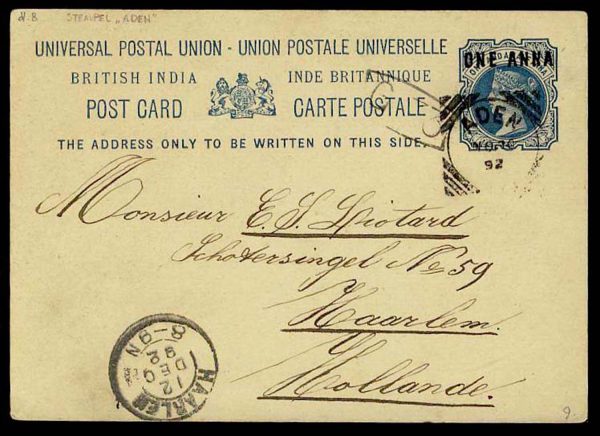 STEMPEL „ADEN"
UNIVERSAL POSTAL UNION - UNION POSTALE UNIVERSELLE
BRITISH INDIA INDE BRITANNIQUE
POST CARD CARTE POSTALE
THE ADDRESS ONLY TO BE WRITTEN ON THIS SIDE.
ONE ANNA
ADEN
92
Monsieur E. S. Liotard
Schotersingel No 59
Haarlem.
Hollande.
HAARLEM
12 DEC
92
8-9N
9.